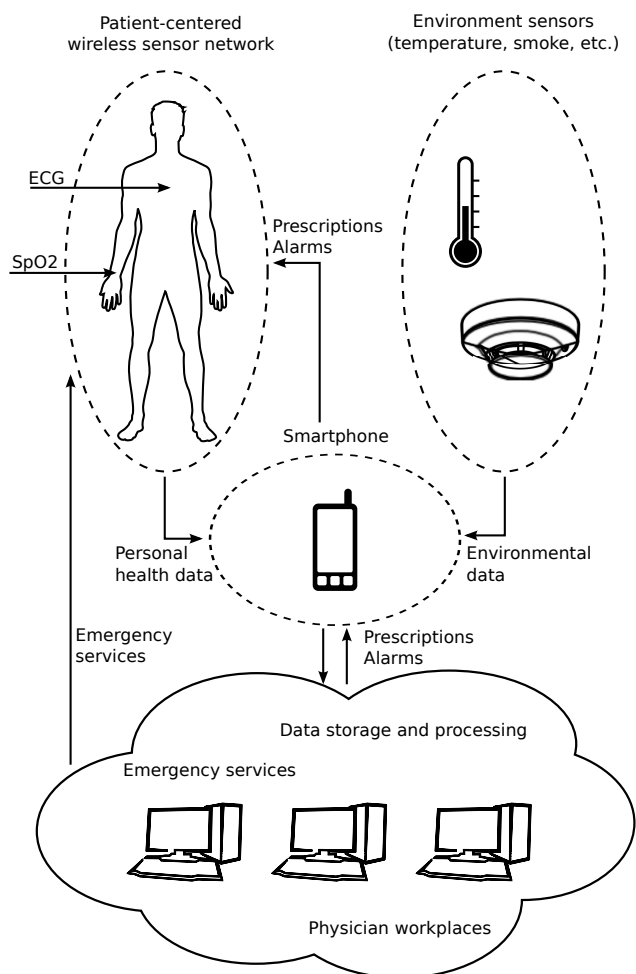 Patient-centered
wireless sensor network
Environment sensors
(temperature, smoke, etc.)
ECG
SpO2
Prescriptions
Alarms
Smartphone
Personal
health data
Environmental
data
Emergency
services
Prescriptions
Alarms
Data storage and processing
Emergency services
Physician workplaces